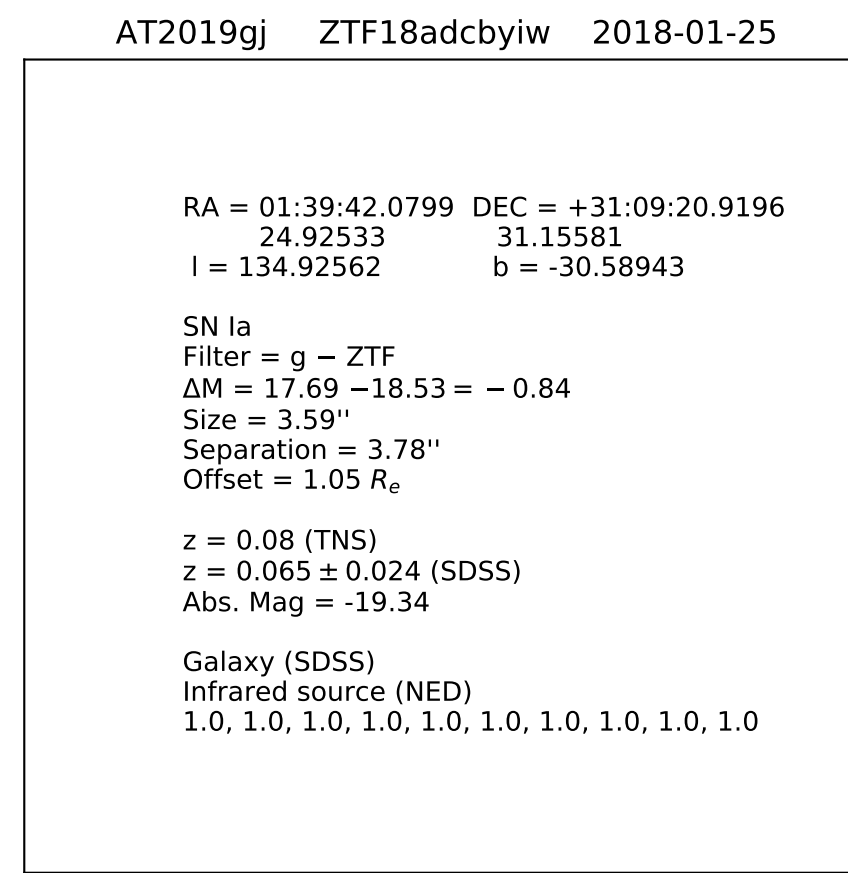 AT2019gj ZTF18adcbyiw 2018-01-25
RA = 01:39:42.0799 DEC = +31:09:20.9196
24.92533 31.15581
l = 134.92562 b = -30.58943
SN Ia
Filter = g − ZTF
ΔM = 17.69 −18.53 = − 0.84
Size = 3.59''
Separation = 3.78''
Offset = 1.05 Rₑ
z = 0.08 (TNS)
z = 0.065 ± 0.024 (SDSS)
Abs. Mag = -19.34
Galaxy (SDSS)
Infrared source (NED)
1.0, 1.0, 1.0, 1.0, 1.0, 1.0, 1.0, 1.0, 1.0, 1.0